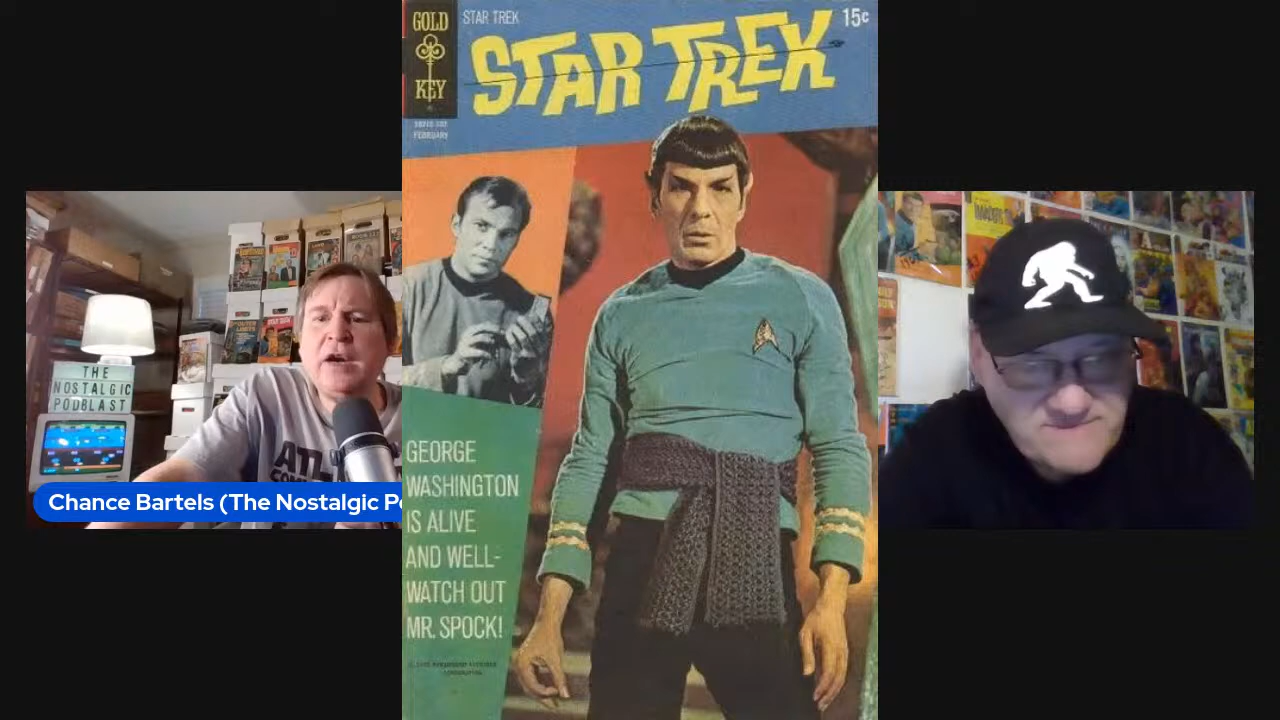 GOLD
KEY
STAR TREK
STAR TREK
15¢
FEBRUARY
GEORGE
WASHINGTON
IS ALIVE
AND WELL-
WATCH OUT
MR. SPOCK!
THE
NOSTALGIC
PODBLAST
Chance Bartels (The Nostalgic P